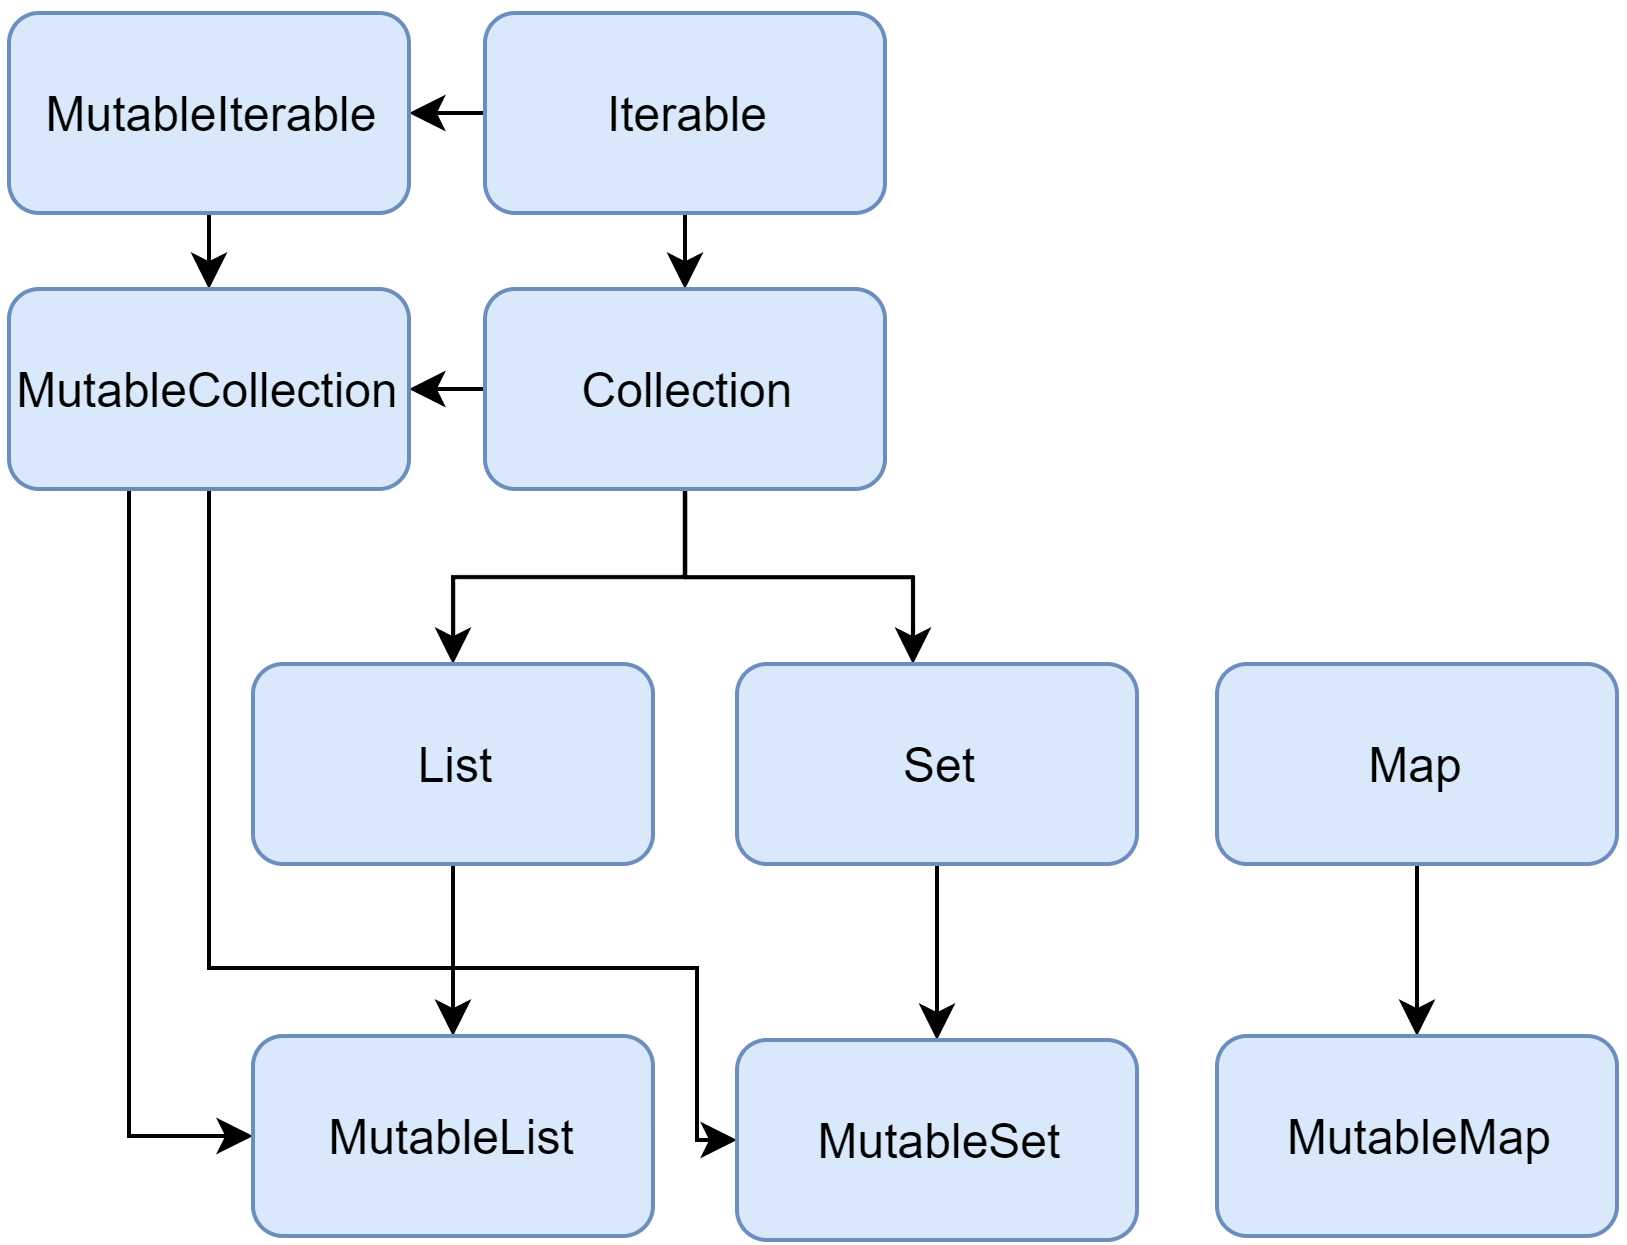 MutableIterable
Iterable
MutableCollection
Collection
List
Set
Map
MutableList
MutableSet
MutableMap